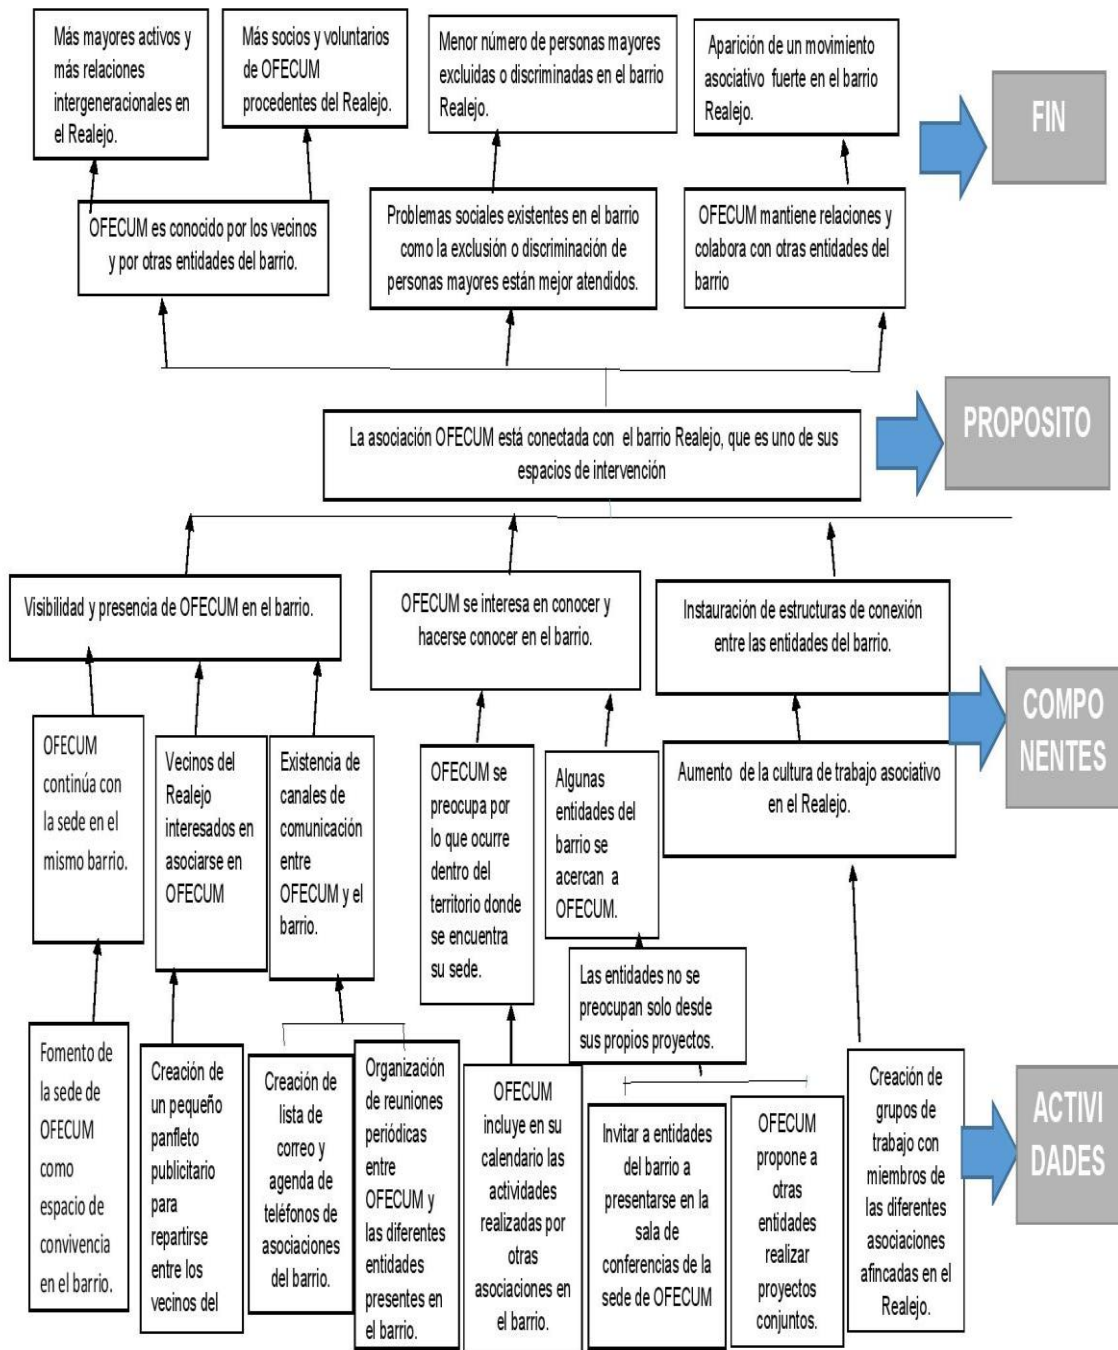 Más mayores activos y
más relaciones
intergeneracionales en
el Realejo.
Más socios y voluntarios
de OFECUM
procedentes del Realejo.
Menor número de personas mayores
excluidas o discriminadas en el barrio
Realejo.
Aparición de un movimiento
asociativo fuerte en el barrio
Realejo.
FIN
OFECUM es conocido por los vecinos
y por otras entidades del barrio.
Problemas sociales existentes en el barrio
como la exclusión o discriminación de
personas mayores están mejor atendidos.
OFECUM mantiene relaciones y
colabora con otras entidades del
barrio
La asociación OFECUM está conectada con el barrio Realejo, que es uno de sus
espacios de intervención
PROPOSITO
Visibilidad y presencia de OFECUM en el barrio.
OFECUM se interesa en conocer y
hacerse conocer en el barrio.
Instauración de estructuras de conexión
entre las entidades del barrio.
COMPO
NENTES
OFECUM
continúa con
la sede en el
mismo barrio.
Vecinos del
Realejo
interesados en
asociarse en
OFECUM
Existencia de
canales de
comunicación
entre
OFECUM y el
barrio.
OFECUM se
preocupa por
lo que ocurre
dentro del
territorio donde
se encuentra
su sede.
Algunas
entidades del
barrio se
acercan a
OFECUM.
Aumento de la cultura de trabajo asociativo
en el Realejo.
Las entidades no se
preocupan solo desde
sus propios proyectos.
Fomento de
la sede de
OFECUM
como
espacio de
convivencia
en el barrio.
Creación de
un pequeño
panfleto
publicitario
para
repartirse
entre los
vecinos del
Creación de
lista de
correo y
agenda de
teléfonos de
asociaciones
del barrio.
Organización
de reuniones
periódicas
entre
OFECUM y
las diferentes
entidades
presentes en
el barrio.
OFECUM
incluye en su
calendario las
actividades
realizadas por
otras
asociaciones en
el barrio.
Invitar a entidades
del barrio a
presentarse en la
sala de
conferencias de la
sede de OFECUM
OFECUM
propone a
otras
entidades
realizar
proyectos
conjuntos.
Creación de
grupos de
trabajo con
miembros de
las diferentes
asociaciones
afincadas en el
Realejo.
ACTIVI
DADES